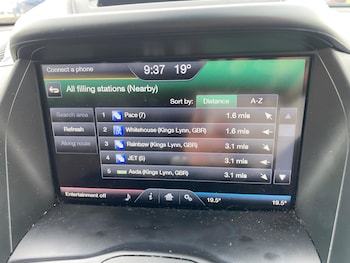 Connect a phone
9:37 19°
All filling stations (Nearby)
Sort by: Distance A-Z
Search area
Refresh
Along route
1 Pace (7) 1.6 mls
2 Whitehouse (Kings Lynn, GBR) 1.6 mls
3 Rainbow (Kings Lynn, GBR) 3.1 mls
4 JET (5) 3.1 mls
5 Asda (Kings Lynn, GBR) 3.1 mls
Entertainment off
19.5° 19.5°